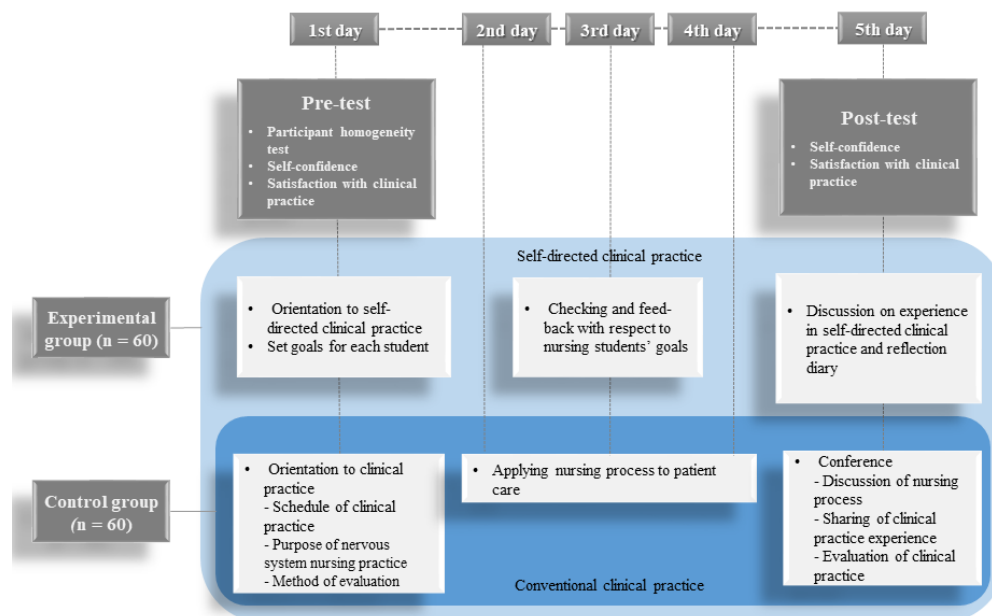 1st day
2nd day
3rd day
4th day
5th day
Pre-test
• Participant homogeneity
test
• Self-confidence
• Satisfaction with clinical
practice
Post-test
• Self-confidence
• Satisfaction with clinical
practice
Self-directed clinical practice
Experimental
group (n = 60)
• Orientation to self-
directed clinical practice
• Set goals for each student
• Checking and feed-
back with respect to
nursing students' goals
• Discussion on experience
in self-directed clinical
practice and reflection
diary
Control group
(n = 60)
• Orientation to clinical
practice
- Schedule of clinical
practice
- Purpose of nervous
system nursing practice
- Method of evaluation
• Applying nursing process to patient
care
• Conference
- Discussion of nursing
process
- Sharing of clinical
practice experience
- Evaluation of clinical
practice
Conventional clinical practice